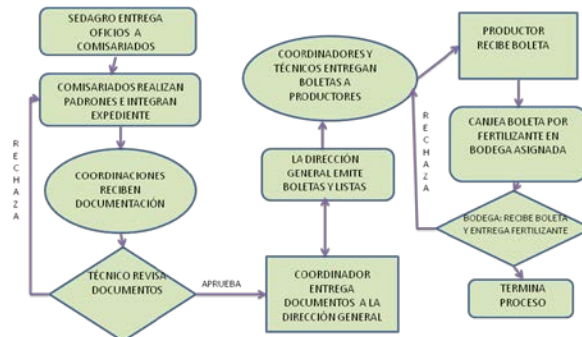 SEDAGRO ENTREGA
OFICIOS A
COMISARIADOS
COMISARIADOS REALIZAN
PADRONES E INTEGRAN
EXPEDIENTE
RECHAZA
COORDINACIONES
RECIBEN
DOCUMENTACIÓN
TÉCNICO REVISA
DOCUMENTOS
APRUEBA
COORDINADOR
ENTREGA
DOCUMENTOS A LA
DIRECCIÓN GENERAL
LA DIRECCIÓN
GENERAL EMITE
BOLETAS Y LISTAS
COORDINADORES Y
TÉCNICOS ENTREGAN
BOLETAS A
PRODUCTORES
PRODUCTOR
RECIBE BOLETA
CANJEA BOLETA POR
FERTILIZANTE EN
BODEGA ASIGNADA
RECHAZA
BODEGA: RECIBE BOLETA
Y ENTREGA FERTILIZANTE
TERMINA
PROCESO